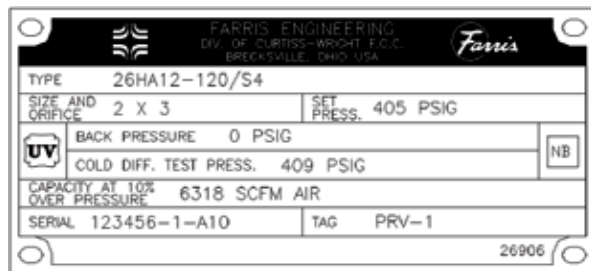 FARRIS ENGINEERING
DIV. OF CURTISS-WRIGHT F.C.C.
BRECKSVILLE, OHIO USA
Farris
TYPE 26HA12-120/S4
SIZE AND ORIFICE 2 X 3 SET PRESS. 405 PSIG
UV BACK PRESSURE 0 PSIG NB
COLD DIFF. TEST PRESS. 409 PSIG
CAPACITY AT 10% OVER PRESSURE 6318 SCFM AIR
SERIAL 123456-1-A10 TAG PRV-1
26906